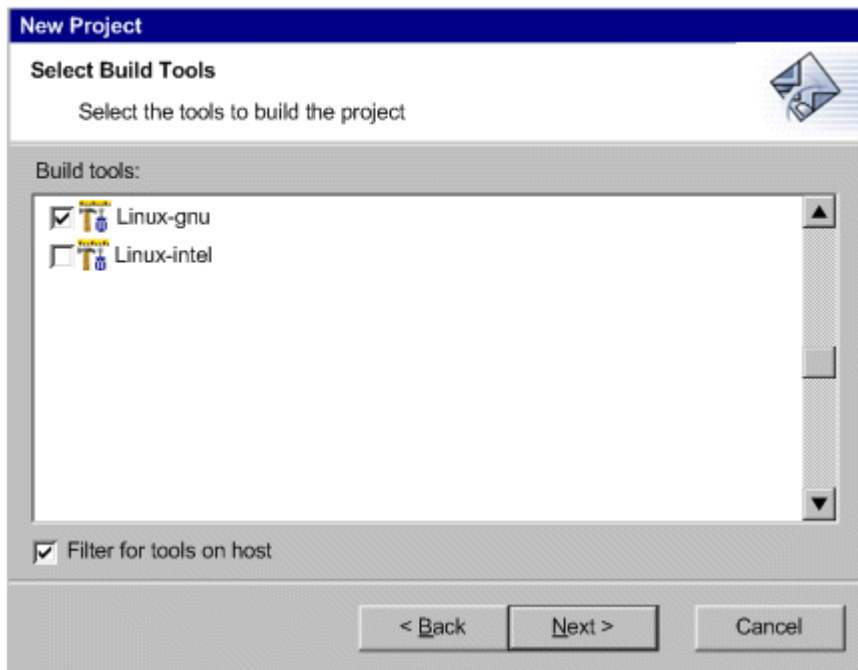 New Project
Select Build Tools
Select the tools to build the project
Build tools:
Linux-gnu
Linux-intel
Filter for tools on host
< Back
Next >
Cancel